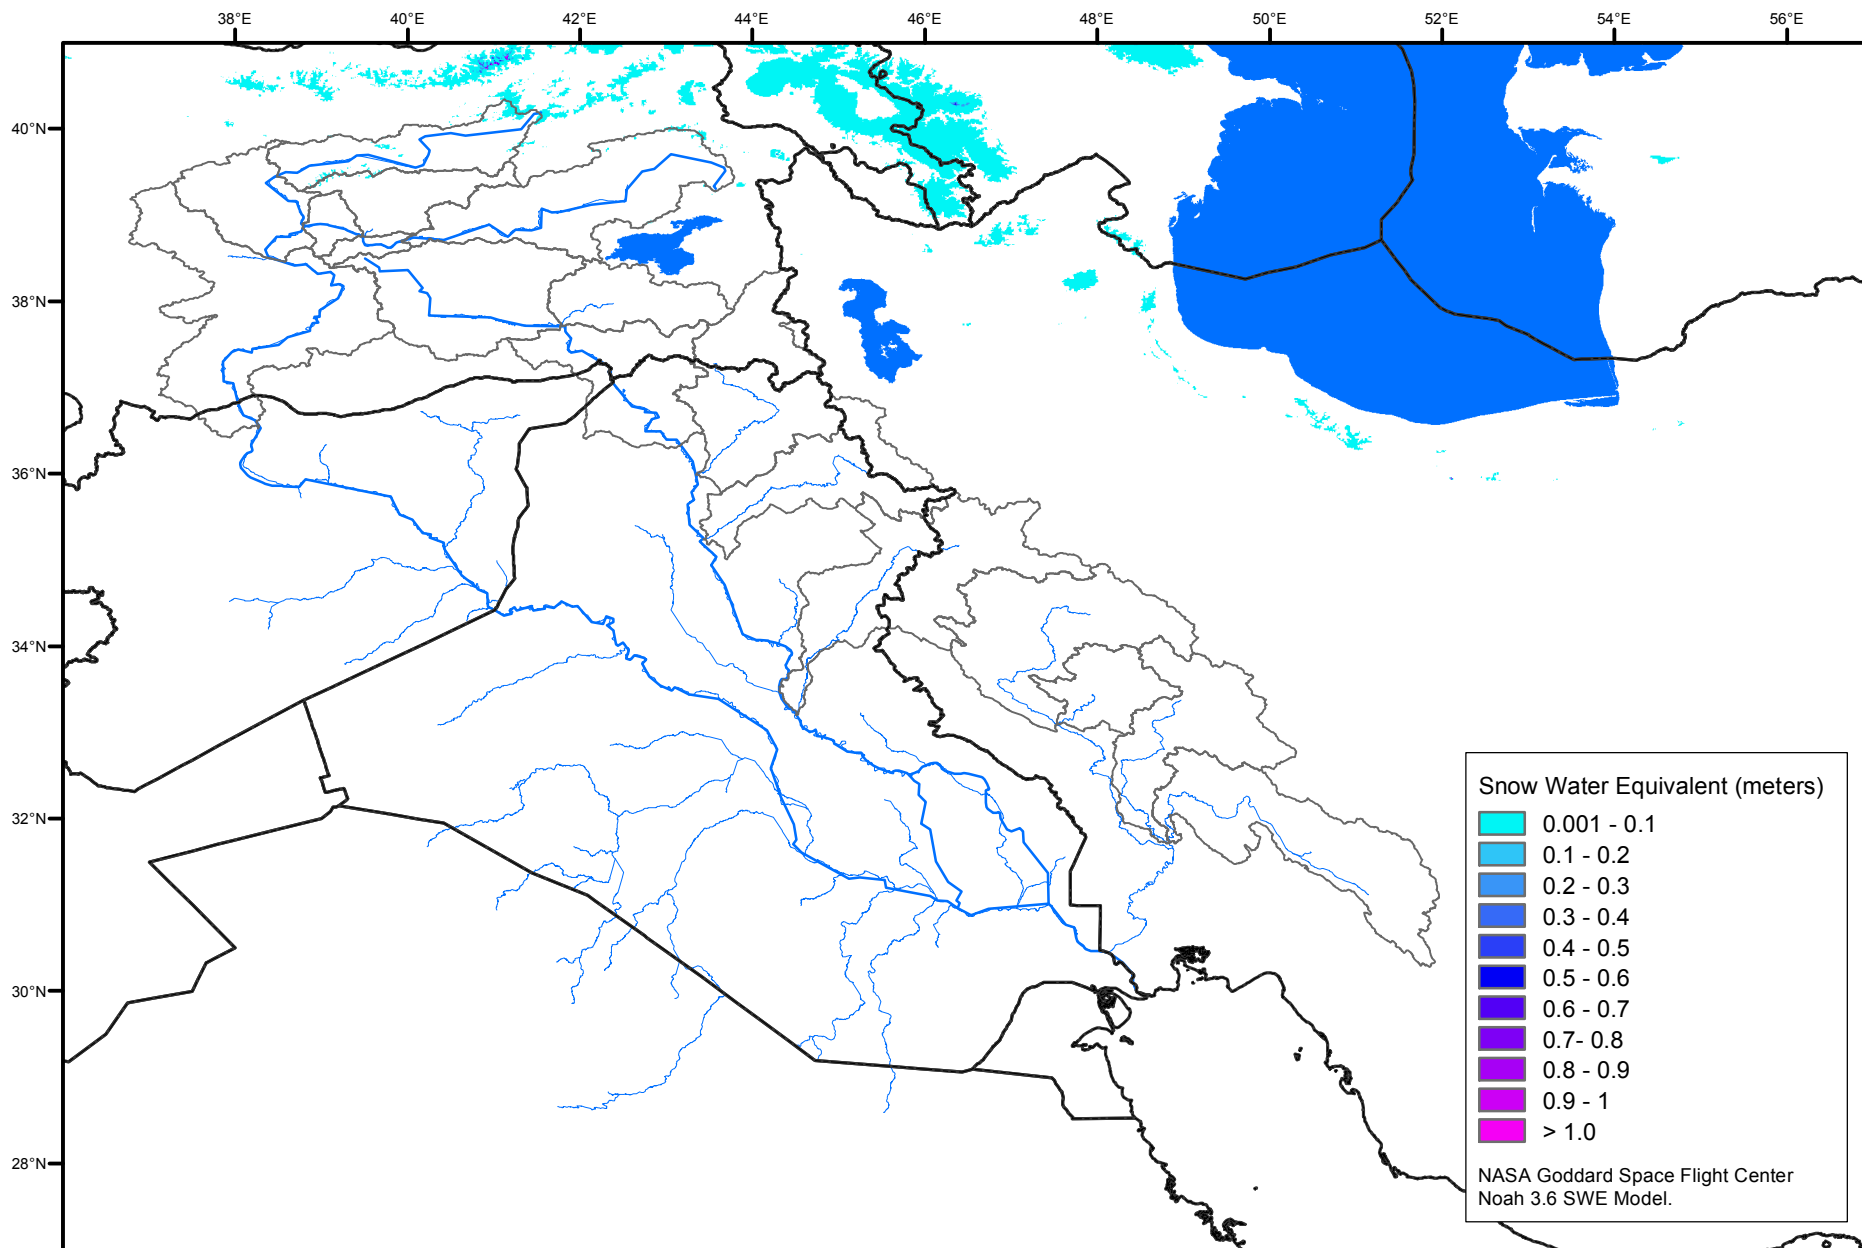 38°E 40°E 42°E 44°E 46°E 48°E 50°E 52°E 54°E 56°E
40°N
38°N
36°N
34°N
32°N
30°N
28°N
Snow Water Equivalent (meters)
0.001 - 0.1
0.1 - 0.2
0.2 - 0.3
0.3 - 0.4
0.4 - 0.5
0.5 - 0.6
0.6 - 0.7
0.7- 0.8
0.8 - 0.9
0.9 - 1
> 1.0
NASA Goddard Space Flight Center
Noah 3.6 SWE Model.